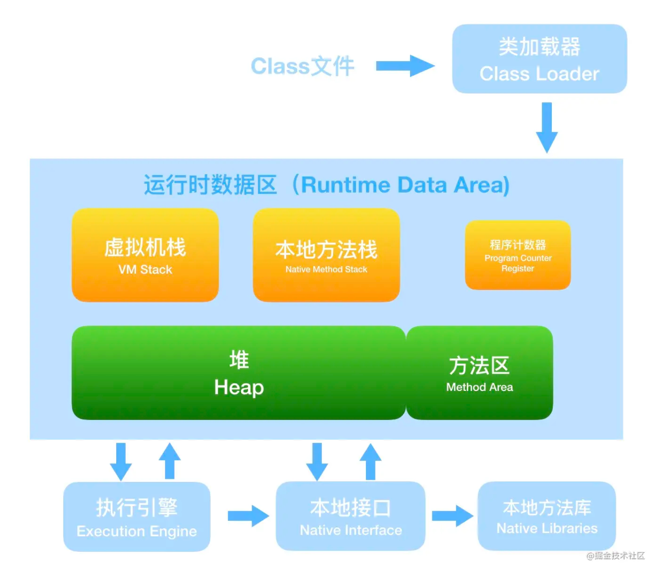 Class文件
类加载器
Class Loader
运行时数据区（Runtime Data Area)
虚拟机栈
VM Stack
本地方法栈
Native Method Stack
程序计数器
Program Counter
Register
堆
Heap
方法区
Method Area
执行引擎
Execution Engine
本地接口
Native Interface
本地方法库
Native Libraries
@掘金技术社区